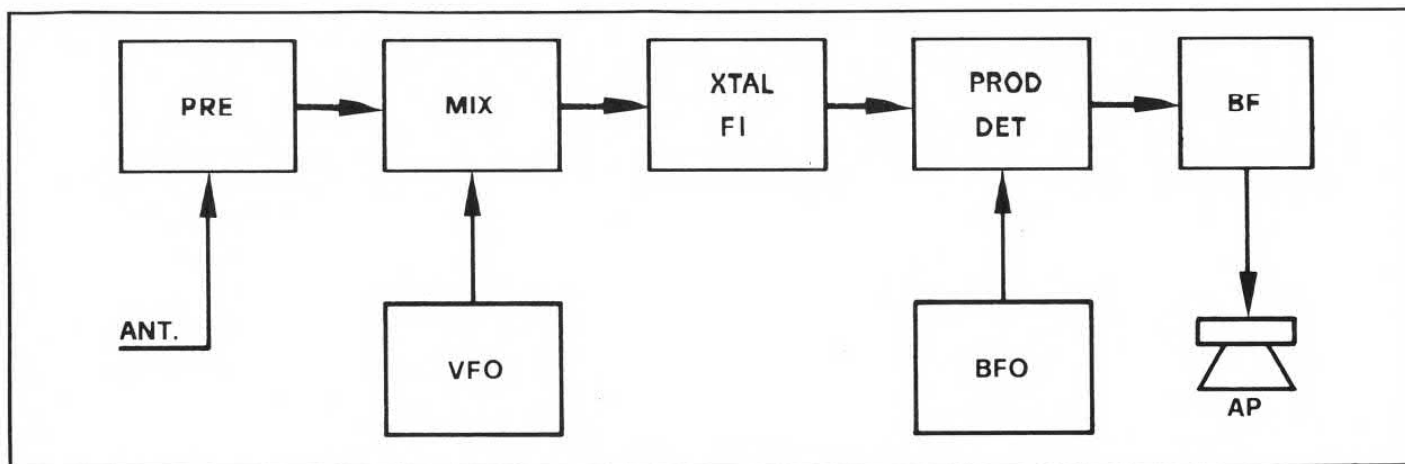 PRE
MIX
XTAL
FI
PROD
DET
BF
ANT.
VFO
BFO
AP